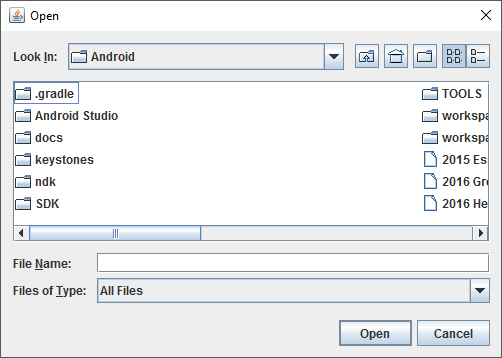 Open
Look In: Android
.gradle
Android Studio
docs
keystones
ndk
SDK
TOOLS
workspa
workspa
2015 Es
2016 Gr
2016 He
File Name:
Files of Type: All Files
Open Cancel